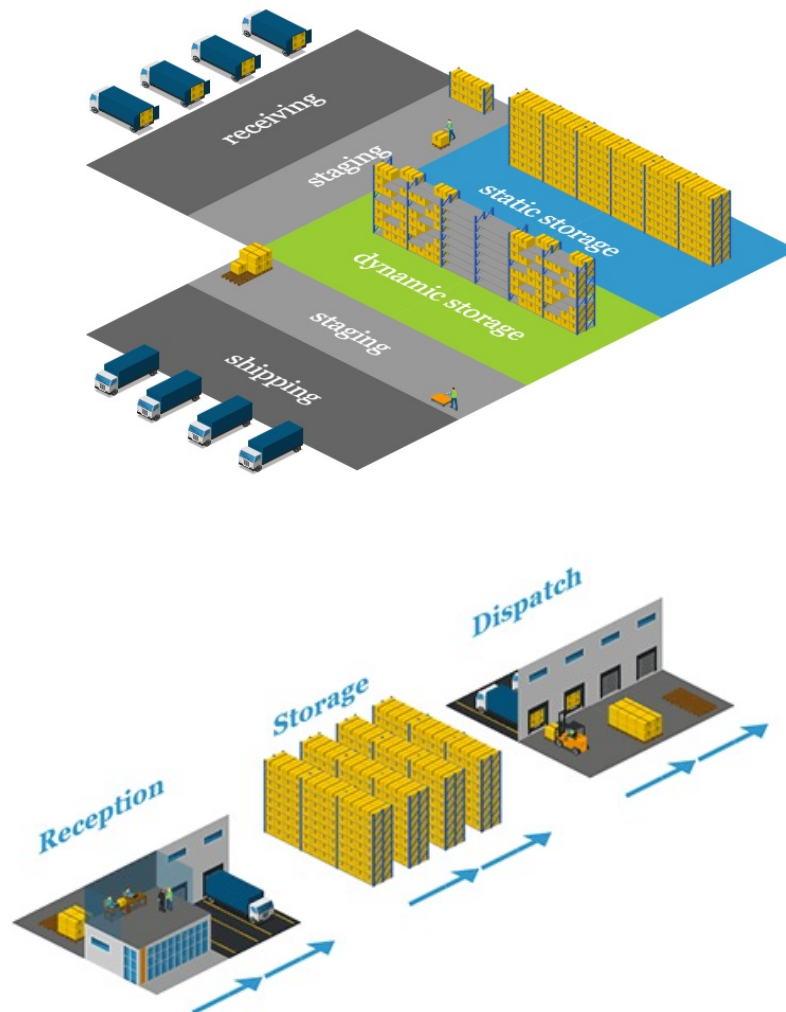 receiving
staging
static storage
dynamic storage
staging
shipping
Dispatch
Storage
Reception